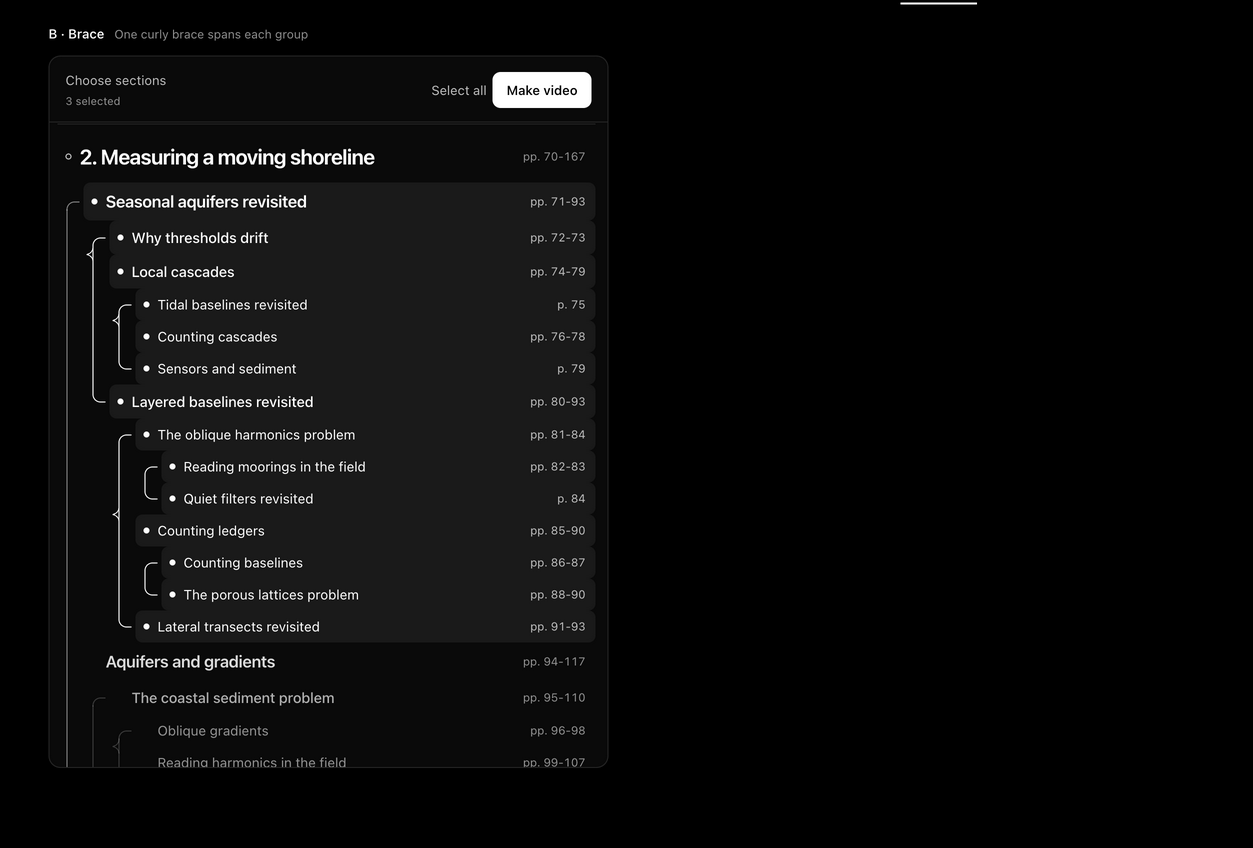 B · Brace One curly brace spans each group
Choose sections
3 selected
Select all
Make video
2. Measuring a moving shoreline pp. 70-167
Seasonal aquifers revisited pp. 71-93
Why thresholds drift pp. 72-73
Local cascades pp. 74-79
Tidal baselines revisited p. 75
Counting cascades pp. 76-78
Sensors and sediment p. 79
Layered baselines revisited pp. 80-93
The oblique harmonics problem pp. 81-84
Reading moorings in the field pp. 82-83
Quiet filters revisited p. 84
Counting ledgers pp. 85-90
Counting baselines pp. 86-87
The porous lattices problem pp. 88-90
Lateral transects revisited pp. 91-93
Aquifers and gradients pp. 94-117
The coastal sediment problem pp. 95-110
Oblique gradients pp. 96-98
Reading harmonics in the field pp. 99-107